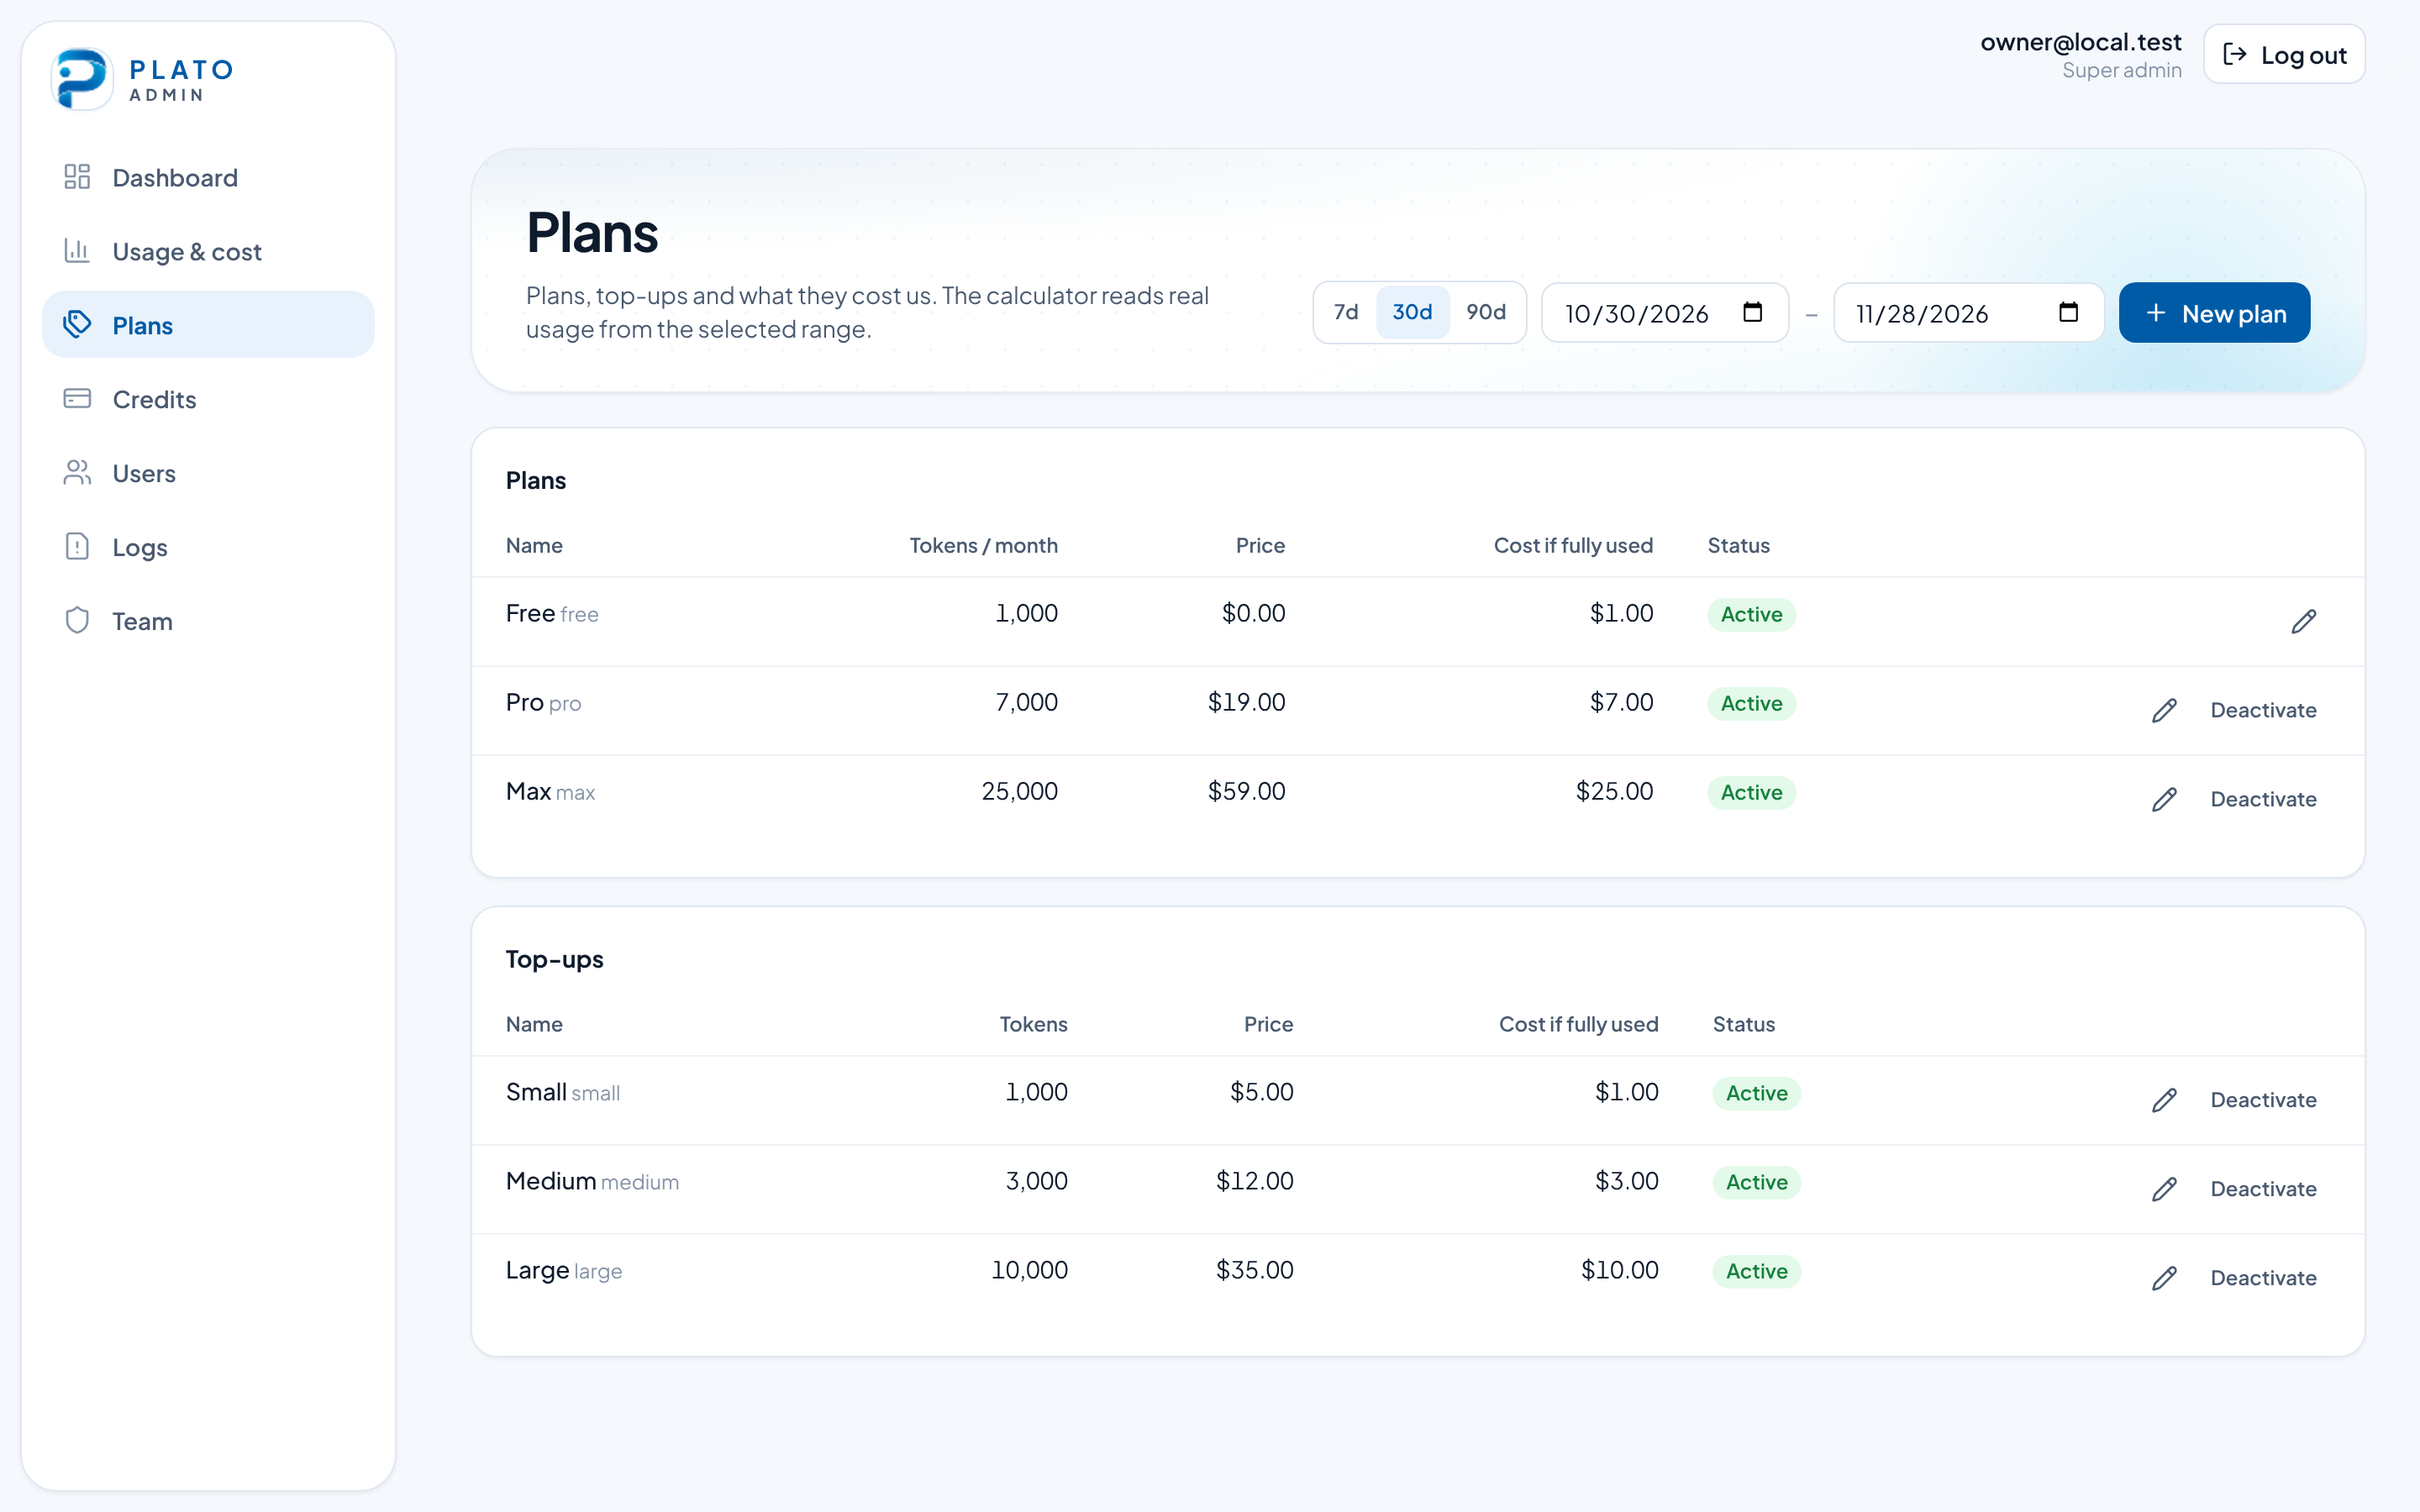 PLATO
ADMIN
Dashboard
Usage & cost
Plans
Credits
Users
Logs
Team
owner@local.test
Super admin
Log out
Plans
Plans, top-ups and what they cost us. The calculator reads real
usage from the selected range.
7d 30d 90d 10/30/2026 – 11/28/2026 + New plan
Plans
Name Tokens / month Price Cost if fully used Status
Free free 1,000 $0.00 $1.00 Active
Pro pro 7,000 $19.00 $7.00 Active Deactivate
Max max 25,000 $59.00 $25.00 Active Deactivate
Top-ups
Name Tokens Price Cost if fully used Status
Small small 1,000 $5.00 $1.00 Active Deactivate
Medium medium 3,000 $12.00 $3.00 Active Deactivate
Large large 10,000 $35.00 $10.00 Active Deactivate